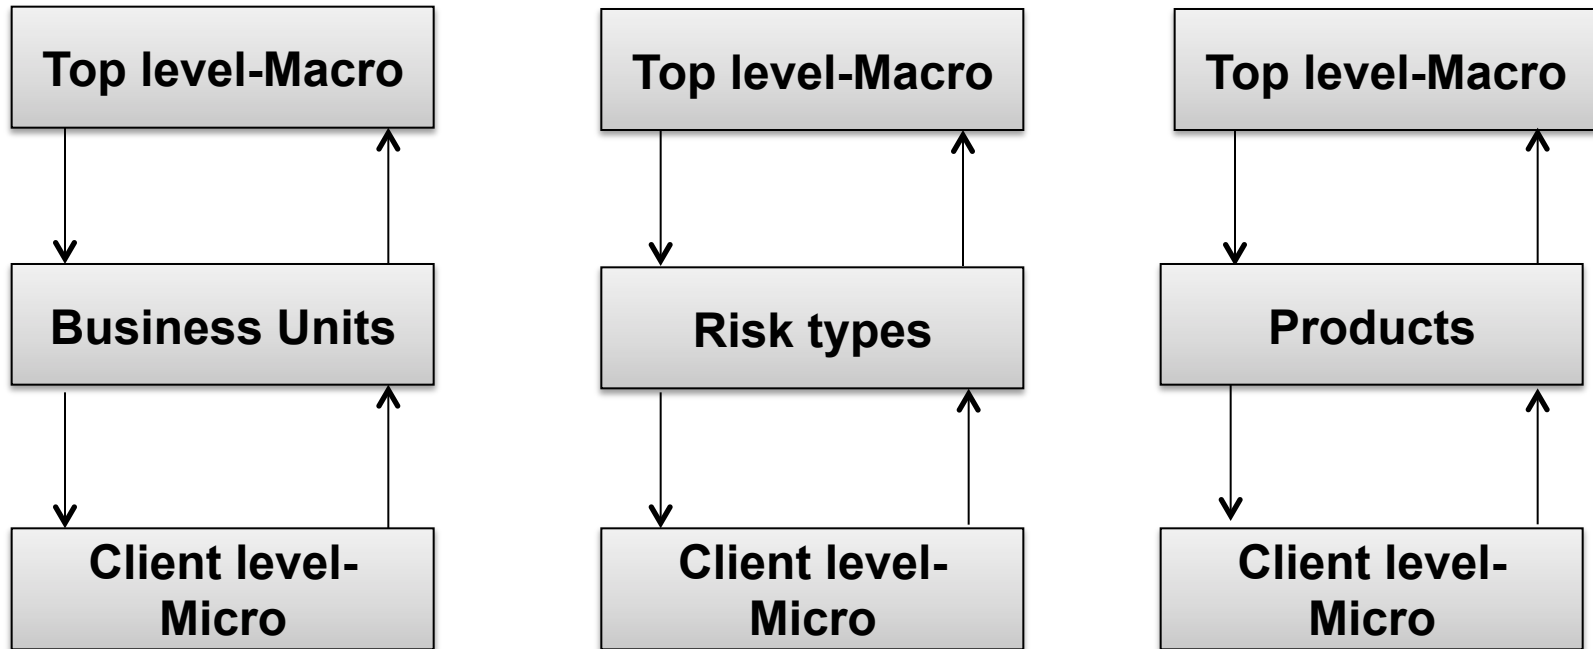 Top level-Macro
Top level-Macro
Top level-Macro
Business Units
Risk types
Products
Client level-
Micro
Client level-
Micro
Client level-
Micro